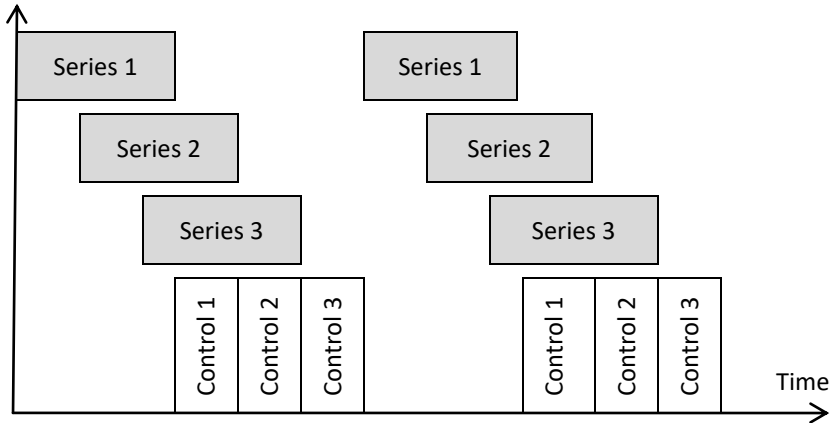 Series 1
Series 1
Series 2
Series 2
Series 3
Series 3
Control 1
Control 2
Control 3
Control 1
Control 2
Control 3
Time